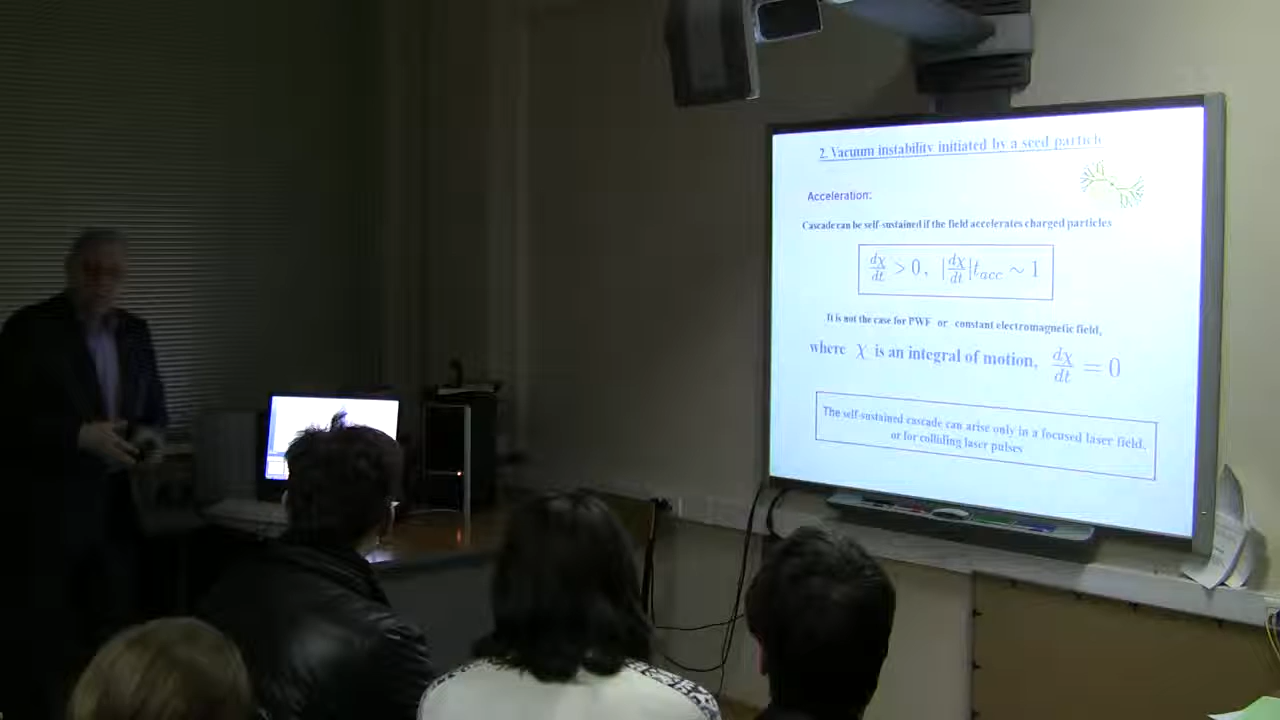 2. Vacuum instability initiated by a seed particle
Acceleration:
Cascade can be self-sustained if the field accelerates charged particles
dχ/dt > 0, |dχ/dt|t_acc ~ 1
It is not the case for PWF or constant electromagnetic field,
where χ is an integral of motion, dχ/dt = 0
The self-sustained cascade can arise only in a focused laser field,
or for colliding laser pulses